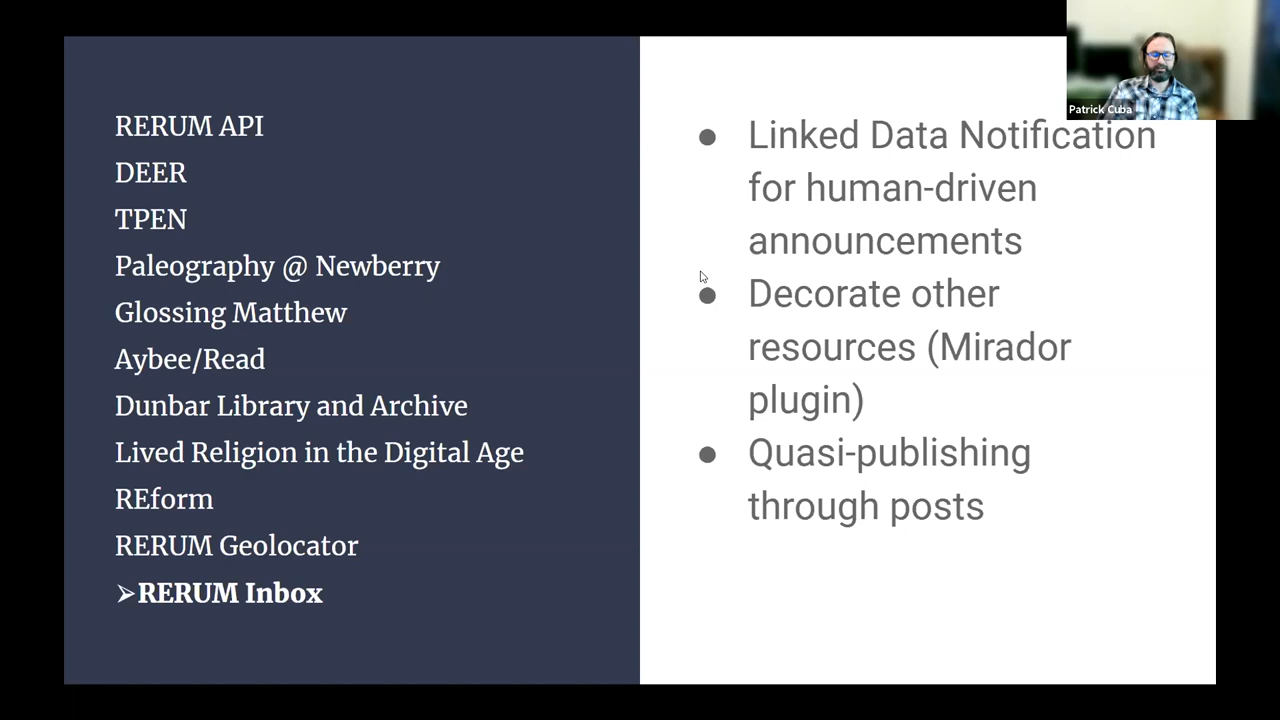 RERUM API
DEER
TPEN
Paleography @ Newberry
Glossing Matthew
Aybee/Read
Dunbar Library and Archive
Lived Religion in the Digital Age
REform
RERUM Geolocator
➢RERUM Inbox
● Linked Data Notification
for human-driven
announcements
● Decorate other
resources (Mirador
plugin)
● Quasi-publishing
through posts
Patrick Cuba